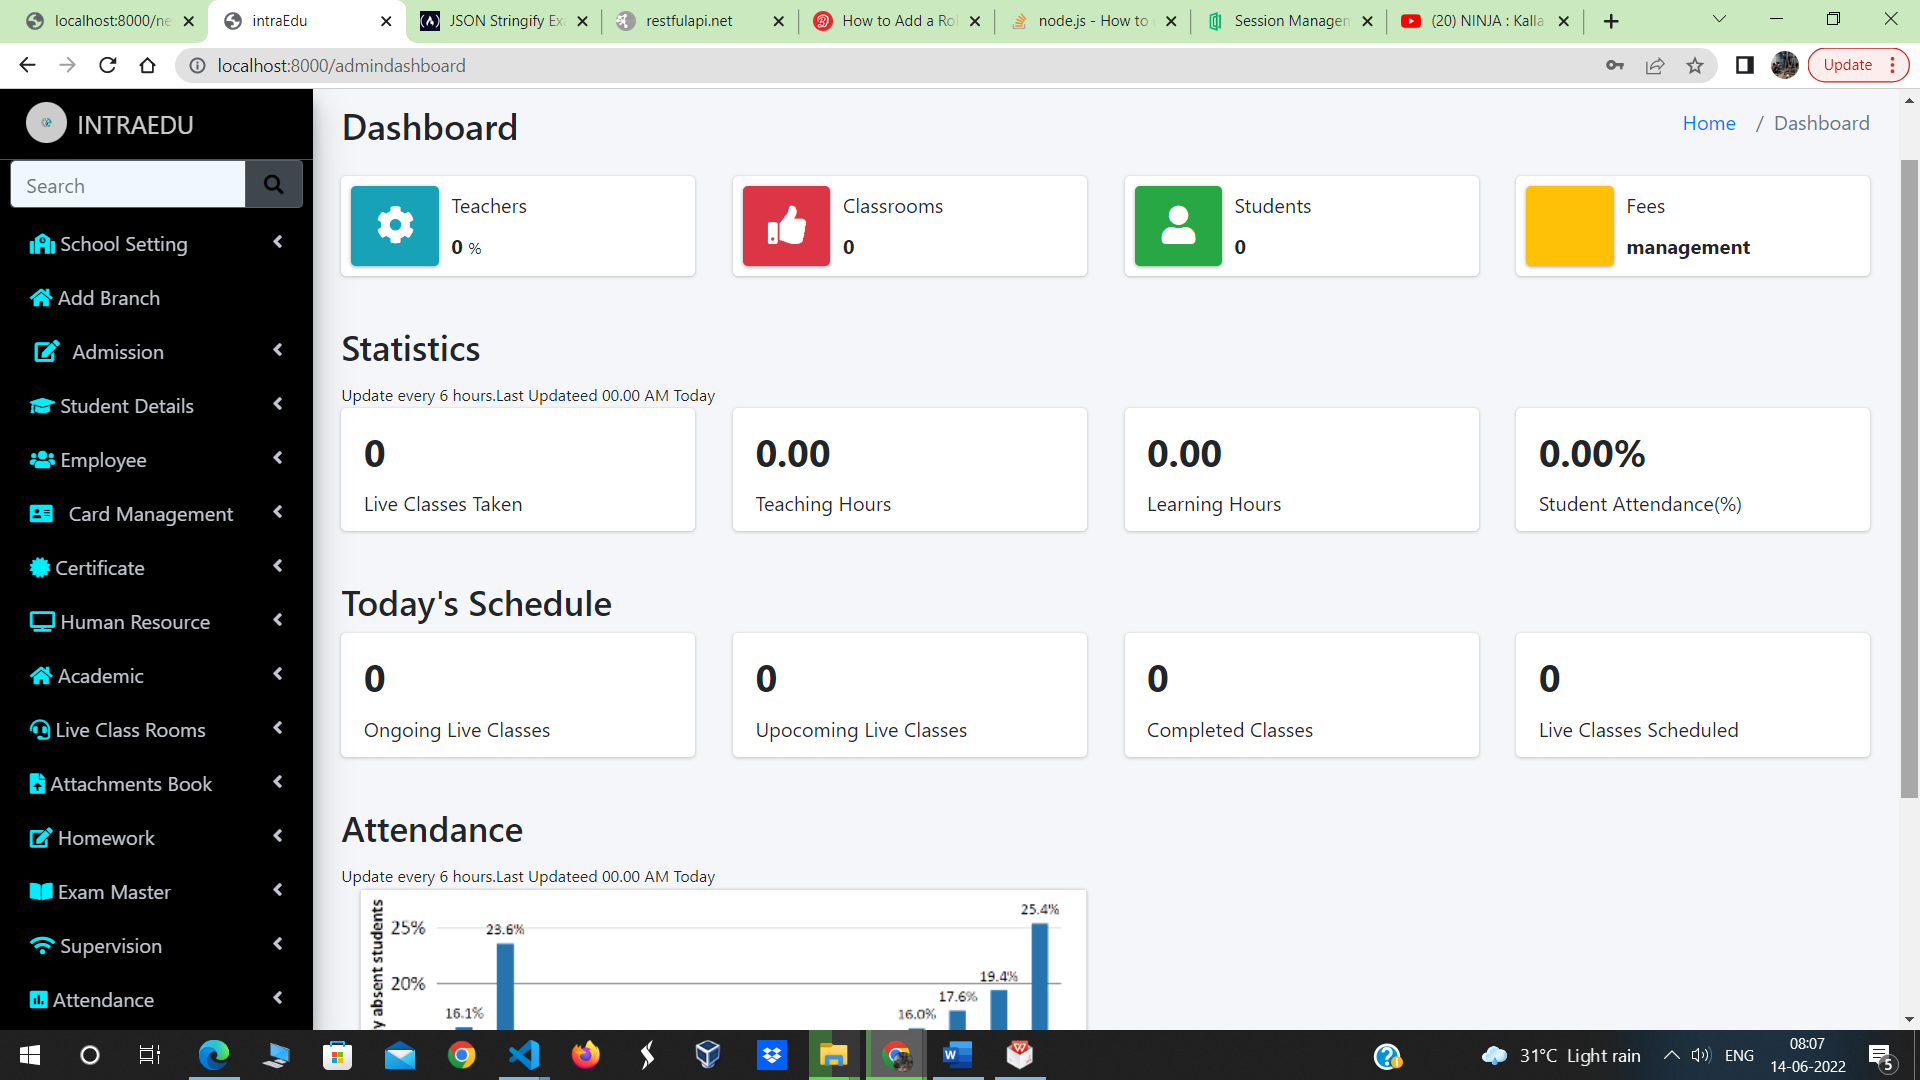 localhost:8000/ne
intraEdu
JSON Stringify Exa
restfulapi.net
How to Add a Rol
node.js - How to
Session Managem
(20) NINJA : Kalla
localhost:8000/admindashboard
Update
INTRAEDU
Search
School Setting
Add Branch
Admission
Student Details
Employee
Card Management
Certificate
Human Resource
Academic
Live Class Rooms
Attachments Book
Homework
Exam Master
Supervision
Attendance
Dashboard
Home / Dashboard
Teachers
0 %
Classrooms
0
Students
0
Fees
management
Statistics
Update every 6 hours.Last Updateed 00.00 AM Today
0
Live Classes Taken
0.00
Teaching Hours
0.00
Learning Hours
0.00%
Student Attendance(%)
Today's Schedule
0
Ongoing Live Classes
0
Upocoming Live Classes
0
Completed Classes
0
Live Classes Scheduled
Attendance
Update every 6 hours.Last Updateed 00.00 AM Today
y absent students
25%
20%
16.1%
23.6%
16.0%
17.6%
19.4%
25.4%
31°C Light rain
ENG
08:07
14-06-2022
5